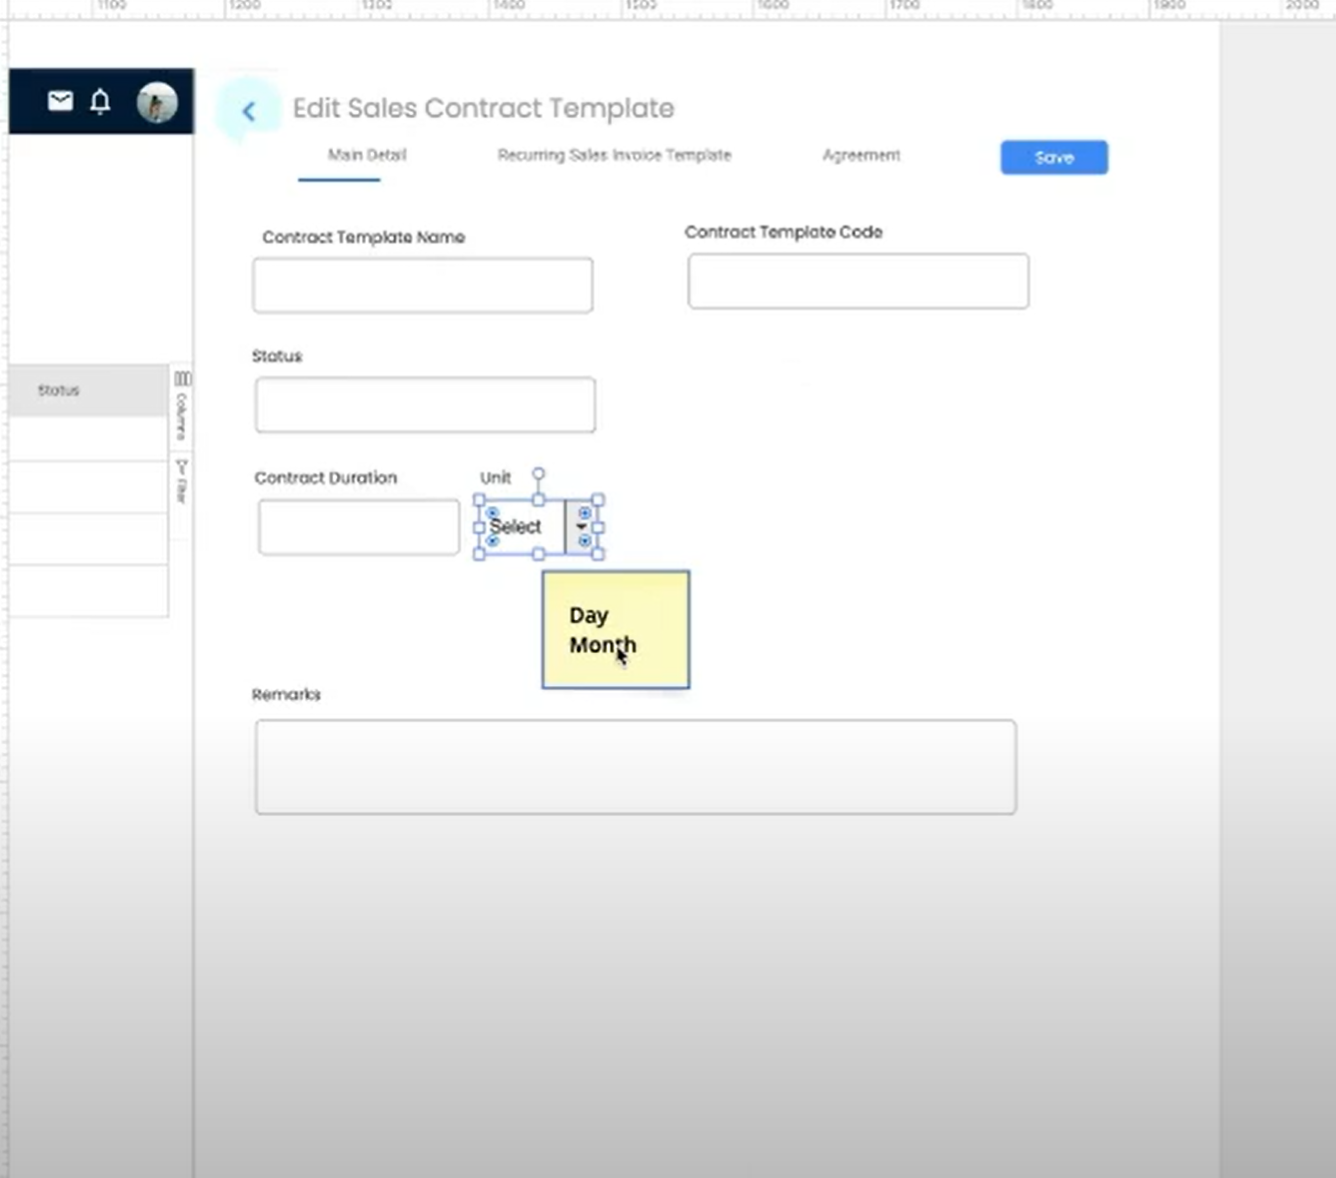 1100 1200 1300 1400 1500 1600 1700 1800 1900 2000
Edit Sales Contract Template
Main Detail Recurring Sales Invoice Template Agreement Save
Contract Template Name Contract Template Code
Status
Status
Columns
Filter
Contract Duration Unit
Select
Day
Month
Remarks